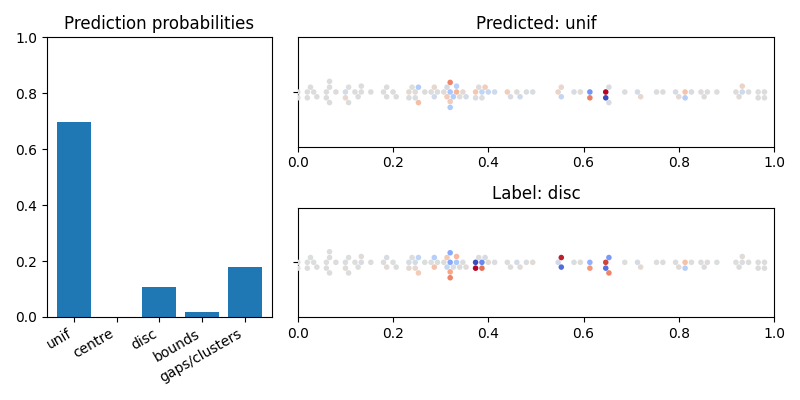 Prediction probabilities
1.0
0.8
0.6
0.4
0.2
0.0
unif
centre
disc
bounds
gaps/clusters
Predicted: unif
0.0 0.2 0.4 0.6 0.8 1.0
Label: disc
0.0 0.2 0.4 0.6 0.8 1.0